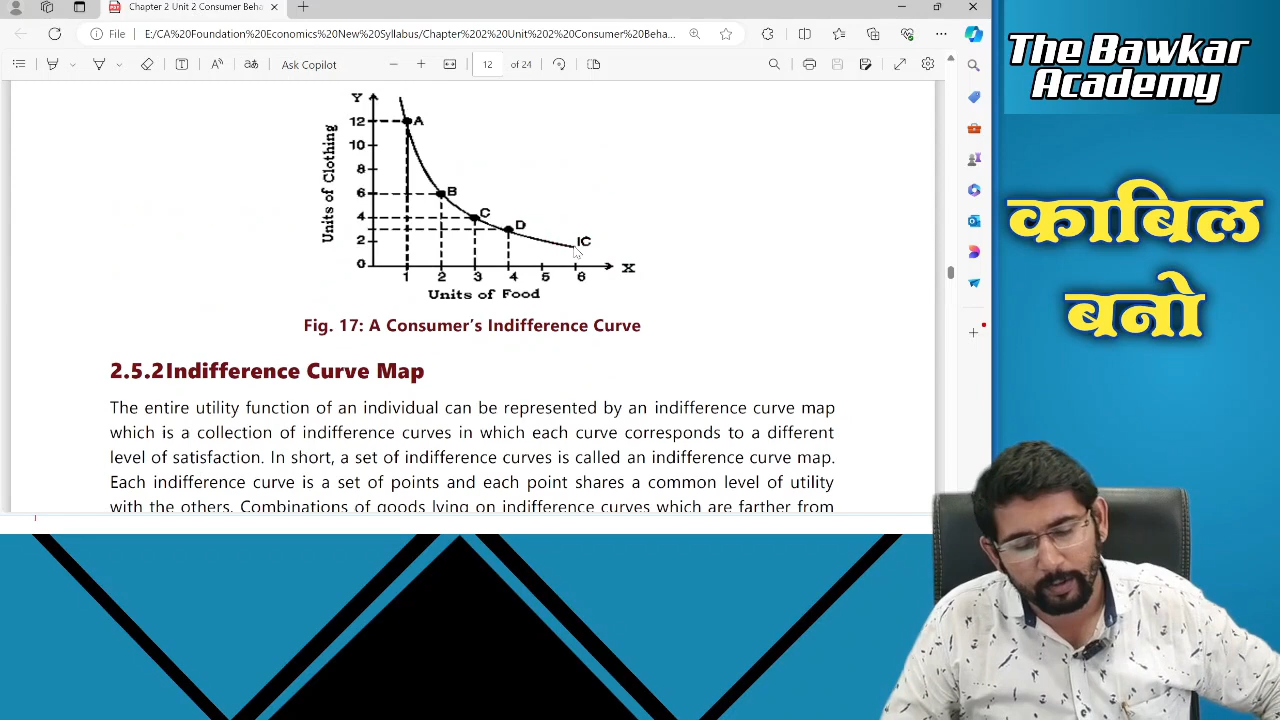 Chapter 2 Unit 2 Consumer Beha
File
E:/CA%20Foundation%20Economics%20New%20Syllabus/Chapter%202%20Unit%202%20Consumer%20Beha...
Ask Copilot
12 of 24
Y
12
10
8
6
4
2
0
Units of Clothing
A
B
C
D
IC
1 2 3 4 5 6
X
Units of Food
Fig. 17: A Consumer’s Indifference Curve
2.5.2Indifference Curve Map
The entire utility function of an individual can be represented by an indifference curve map
which is a collection of indifference curves in which each curve corresponds to a different
level of satisfaction. In short, a set of indifference curves is called an indifference curve map.
Each indifference curve is a set of points and each point shares a common level of utility
with the others. Combinations of goods lying on indifference curves which are farther from
The Bawkar
Academy
काबिल
बनो